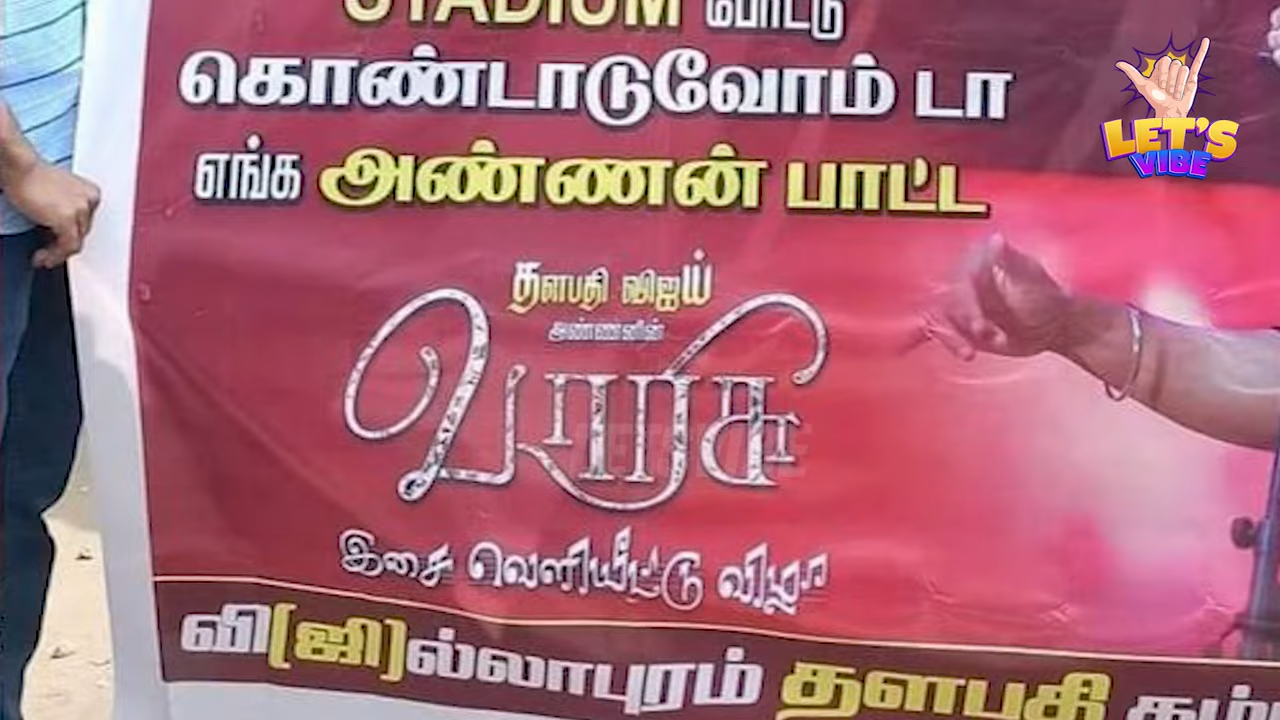 STADIUM போட்டு
கொண்டாடுவோம் டா
எங்க அண்ணன் பாட்ட
தளபதி விஜய்
அண்ணனின்
வாரிசு
இசை வெளியீட்டு விழா
வி(ஜி)ல்லாபுரம் தளபதி
LET'S
VIBE